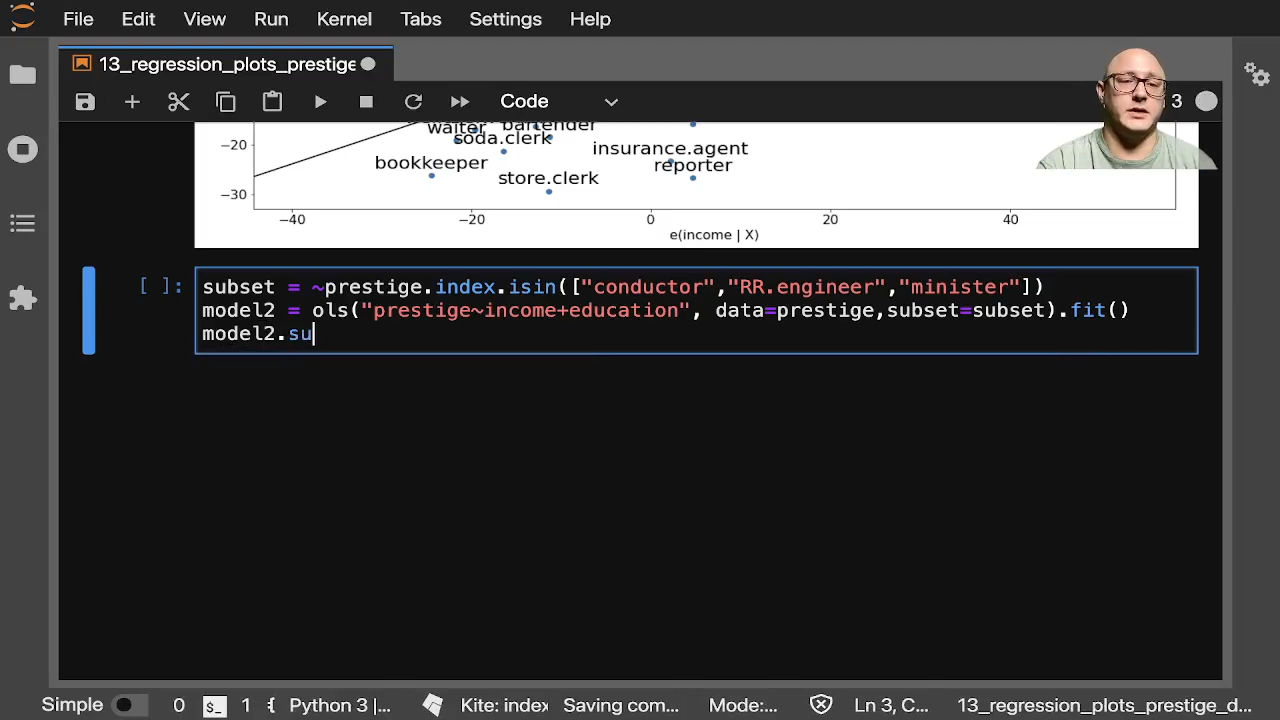 File Edit View Run Kernel Tabs Settings Help
13_regression_plots_prestige
Code
3
waiter bartender
−20
soda.clerk
insurance.agent
bookkeeper
reporter
store.clerk
−30
−40 −20 0 20 40
e(income | X)
[ ]: subset = ~prestige.index.isin(["conductor","RR.engineer","minister"])
model2 = ols("prestige~income+education", data=prestige,subset=subset).fit()
model2.su
Simple 0 $_ 1 Python 3 |... Kite: index Saving com... Mode:... Ln 3, C... 13_regression_plots_prestige_d...